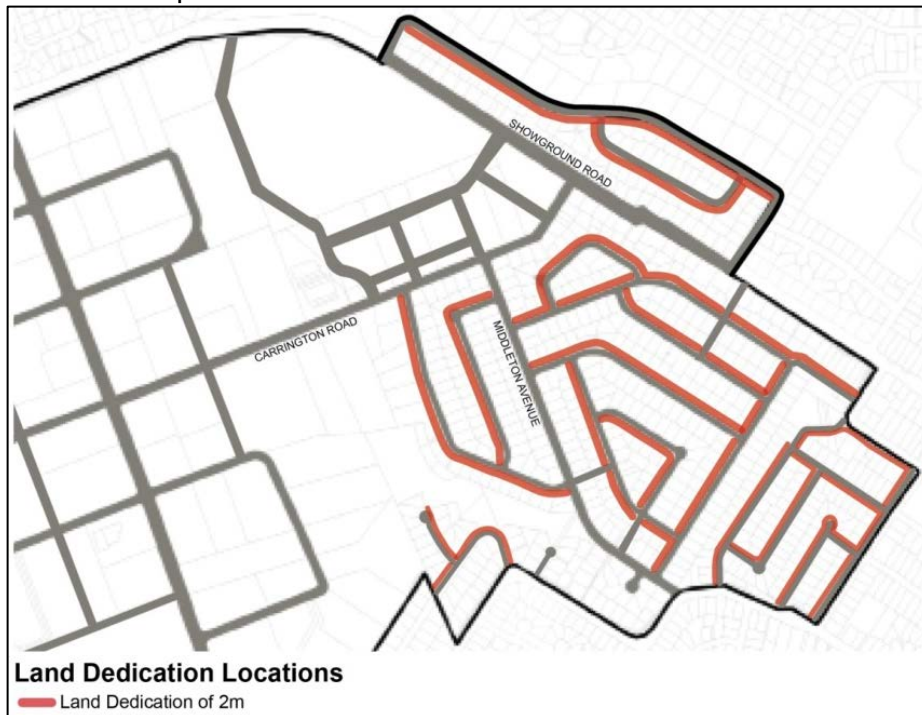 SHOWGROUND ROAD
CARRINGTON ROAD
MIDDLETON AVENUE
Land Dedication Locations
Land Dedication of 2m